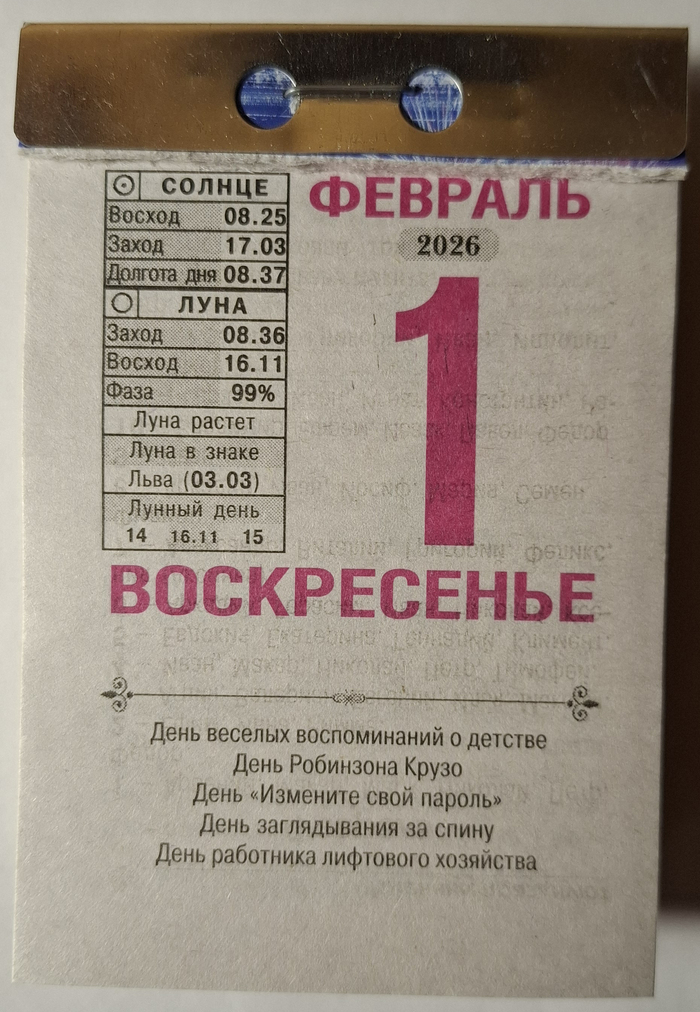 СОЛНЦЕ
Восход 08.25
Заход 17.03
Долгота дня 08.37
ЛУНА
Заход 08.36
Восход 16.11
Фаза 99%
Луна растет
Луна в знаке
Льва (03.03)
Лунный день
14 16.11 15
ФЕВРАЛЬ
2026
1
ВОСКРЕСЕНЬЕ
День веселых воспоминаний о детстве
День Робинзона Крузо
День «Измените свой пароль»
День заглядывания за спину
День работника лифтового хозяйства